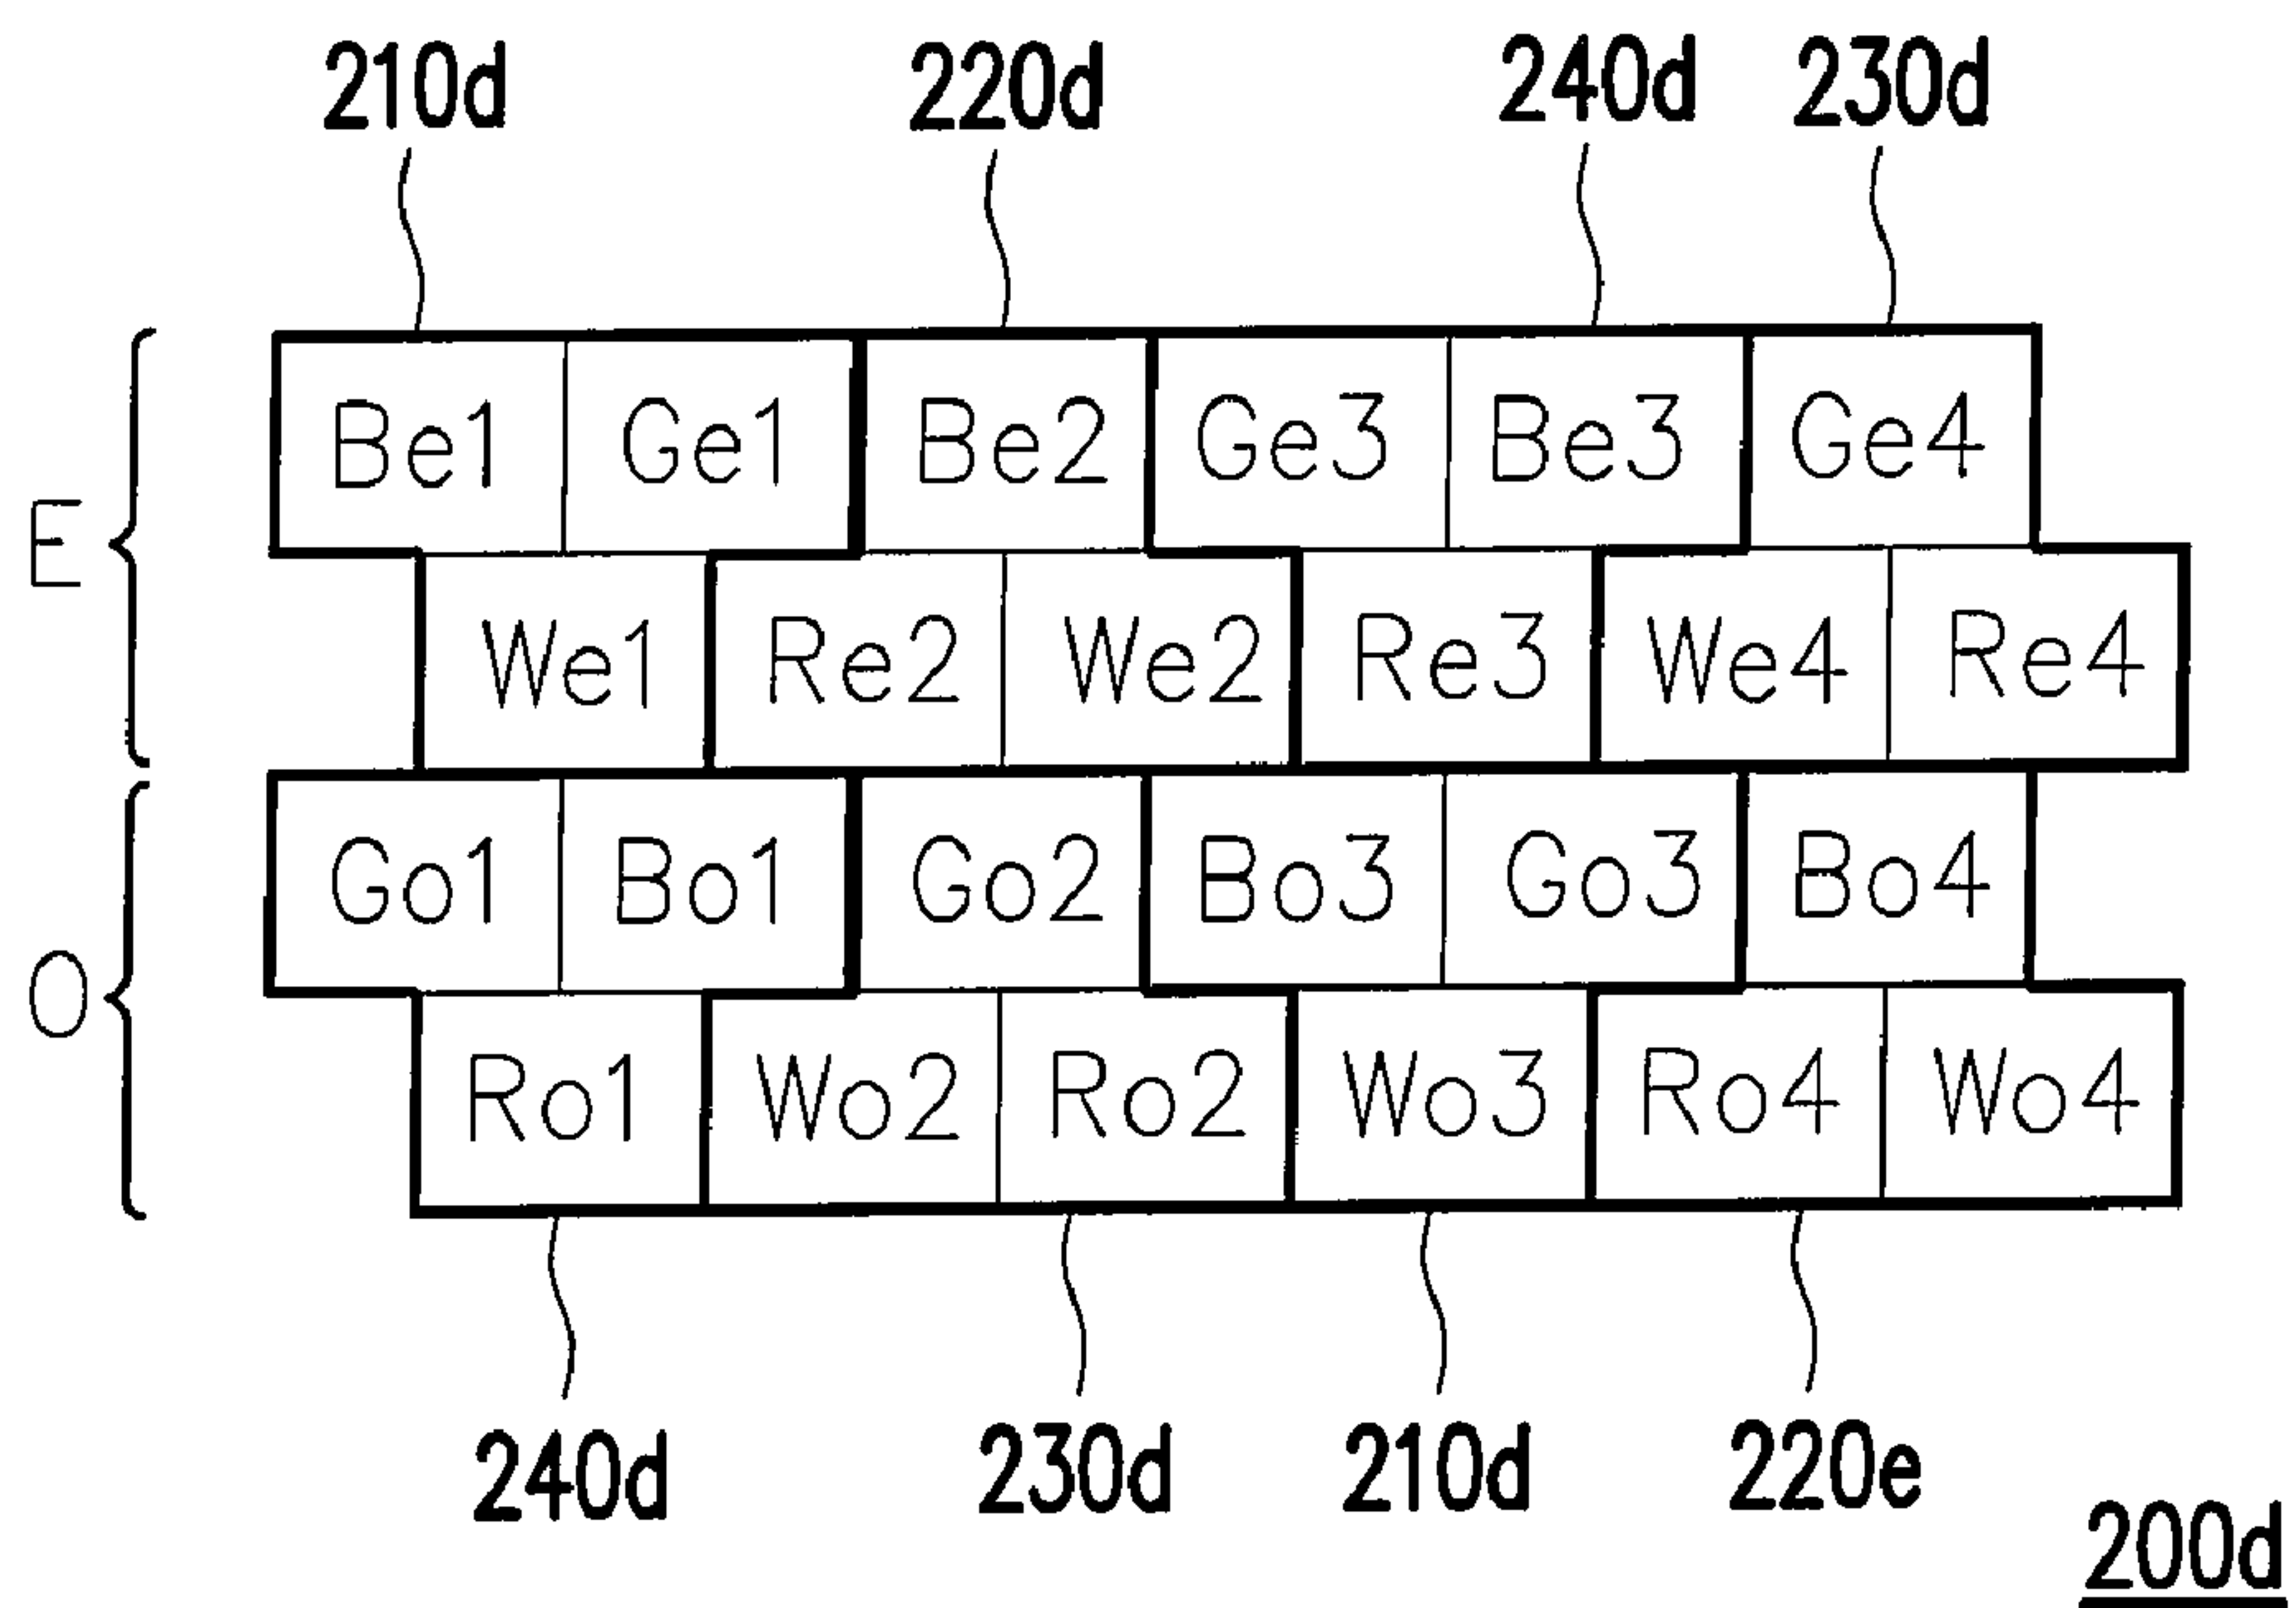 210d 220d 240d 230d
Be1 Ge1 Be2 Ge3 Be3 Ge4
E
We1 Re2 We2 Re3 We4 Re4
Go1 Bo1 Go2 Bo3 Go3 Bo4
O
Ro1 Wo2 Ro2 Wo3 Ro4 Wo4
240d 230d 210d 220e
200d